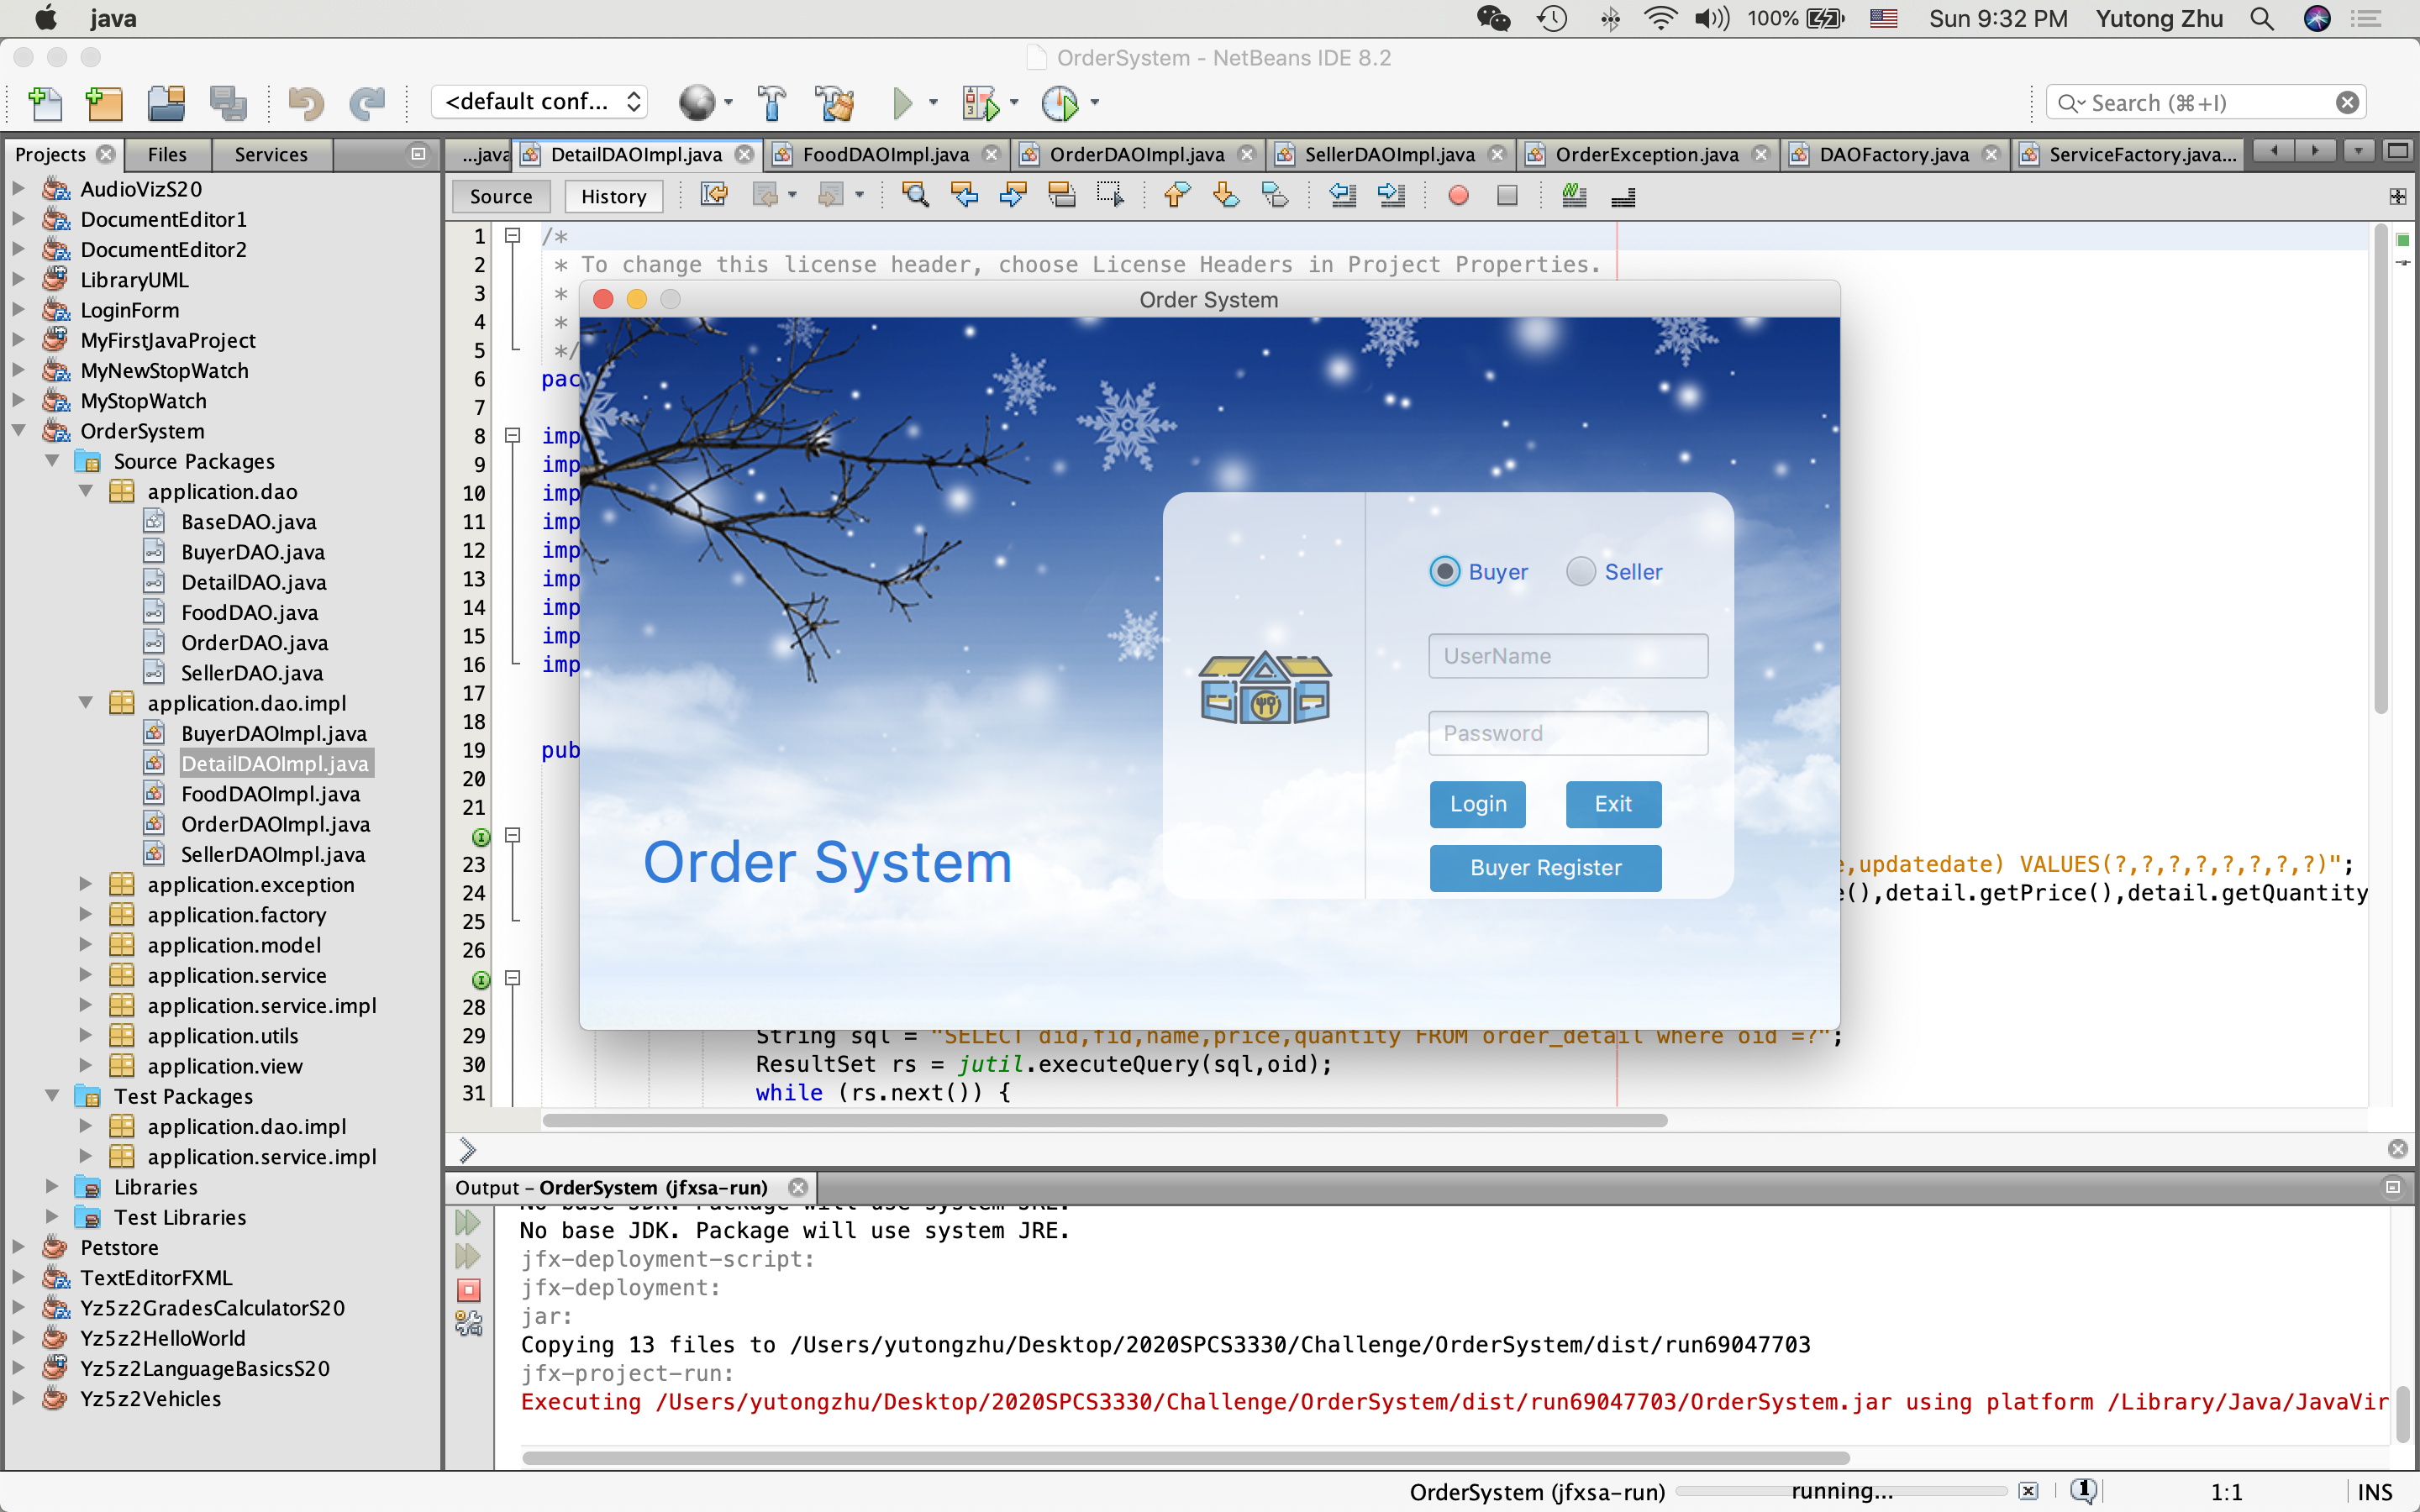 java
100%
Sun 9:32 PM
Yutong Zhu
OrderSystem - NetBeans IDE 8.2
<default conf...
Search (⌘+I)
Projects
Files
Services
...java
DetailDAOImpl.java
FoodDAOImpl.java
OrderDAOImpl.java
SellerDAOImpl.java
OrderException.java
DAOFactory.java
ServiceFactory.java...
Source
History
AudioVizS20
DocumentEditor1
DocumentEditor2
LibraryUML
LoginForm
MyFirstJavaProject
MyNewStopWatch
MyStopWatch
OrderSystem
Source Packages
application.dao
BaseDAO.java
BuyerDAO.java
DetailDAO.java
FoodDAO.java
OrderDAO.java
SellerDAO.java
application.dao.impl
BuyerDAOImpl.java
DetailDAOImpl.java
FoodDAOImpl.java
OrderDAOImpl.java
SellerDAOImpl.java
application.exception
application.factory
application.model
application.service
application.service.impl
application.utils
application.view
Test Packages
application.dao.impl
application.service.impl
Libraries
Test Libraries
Petstore
TextEditorFXML
Yz5z2GradesCalculatorS20
Yz5z2HelloWorld
Yz5z2LanguageBasicsS20
Yz5z2Vehicles
1 /*
2 * To change this license header, choose License Headers in Project Properties.
3 *
4 *
5 */
6 pac
7
8 imp
9 imp
10 imp
11 imp
12 imp
13 imp
14 imp
15 imp
16 imp
17
18
19 pub
20
21
23 e,updatedate) VALUES(?,?,?,?,?,?,?,?)";
24 e(),detail.getPrice(),detail.getQuantity
25
26
28
29 String sql = "SELECT did,fid,name,price,quantity FROM order_detail where oid =?";
30 ResultSet rs = jutil.executeQuery(sql,oid);
31 while (rs.next()) {
Order System
Buyer
Seller
UserName
Password
Login
Exit
Buyer Register
Order System
Output - OrderSystem (jfxsa-run)
No base JDK. Package will use system JRE.
No base JDK. Package will use system JRE.
jfx-deployment-script:
jfx-deployment:
jar:
Copying 13 files to /Users/yutongzhu/Desktop/2020SPCS3330/Challenge/OrderSystem/dist/run69047703
jfx-project-run:
Executing /Users/yutongzhu/Desktop/2020SPCS3330/Challenge/OrderSystem/dist/run69047703/OrderSystem.jar using platform /Library/Java/JavaVir
OrderSystem (jfxsa-run)
running...
1
1:1
INS